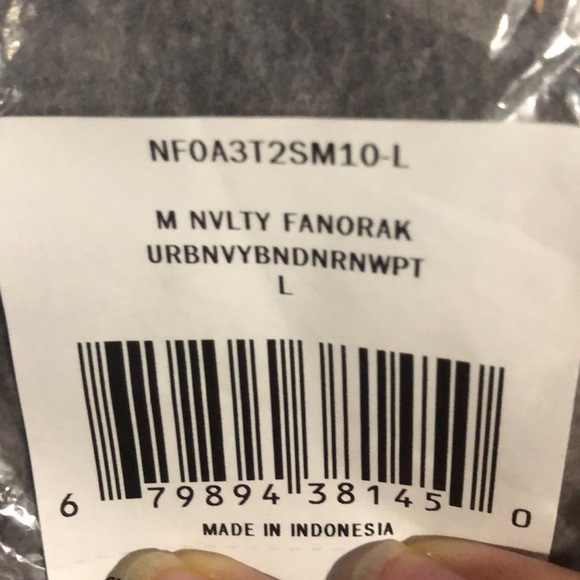 NF0A3T2SM10-L
M NVLTY FANORAK
URBNVYBNDNRNWPT
L
6 79894 38145 0
MADE IN INDONESIA